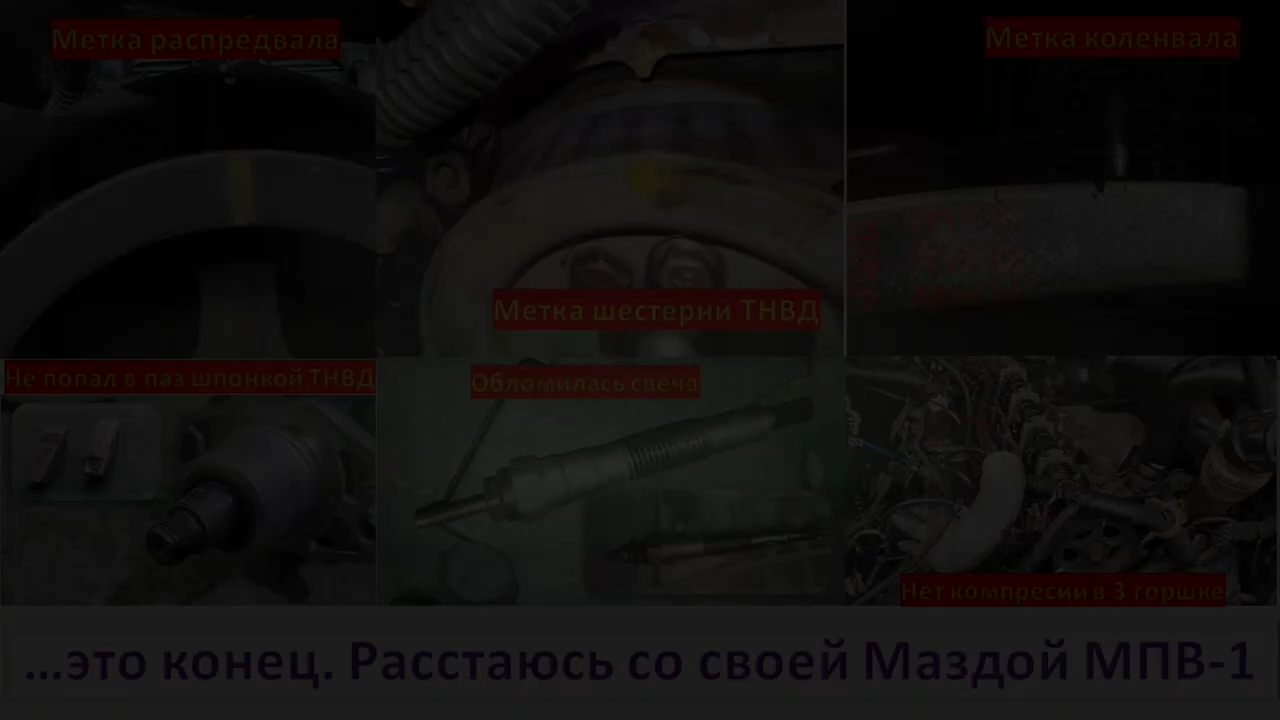 Метка распредвала
Метка коленвала
Метка шестерни ТНВД
Не попал в паз шпонкой ТНВД
Обломилась свеча
Нет компресии в 3 горшке
...это конец. Расстаюсь со своей Маздой МПВ-1